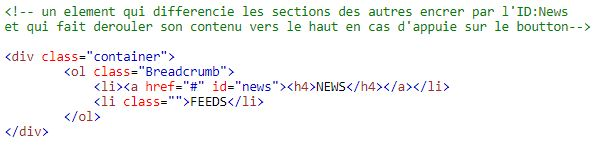 <!-- un element qui differencie les sections des autres encrer par l'ID:News
et qui fait derouler son contenu vers le haut en cas d'appuie sur le boutton-->
<div class="container">
<ol class="Breadcrumb">
<li><a href="#" id="news"><h4>NEWS</h4></a></li>
<li class="">FEEDS</li>
</ol>
</div>